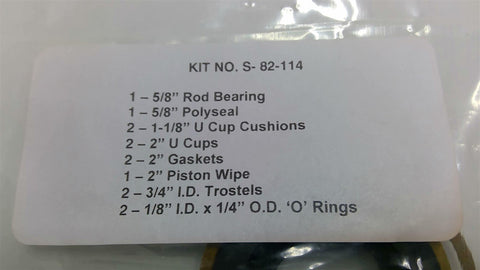 KIT NO. S- 82-114
1 – 5/8” Rod Bearing
1 – 5/8” Polyseal
2 – 1-1/8” U Cup Cushions
2 – 2” U Cups
2 – 2” Gaskets
1 – 2” Piston Wipe
2 – 3/4” I.D. Trostels
2 – 1/8” I.D. x 1/4” O.D. ‘O’ Rings